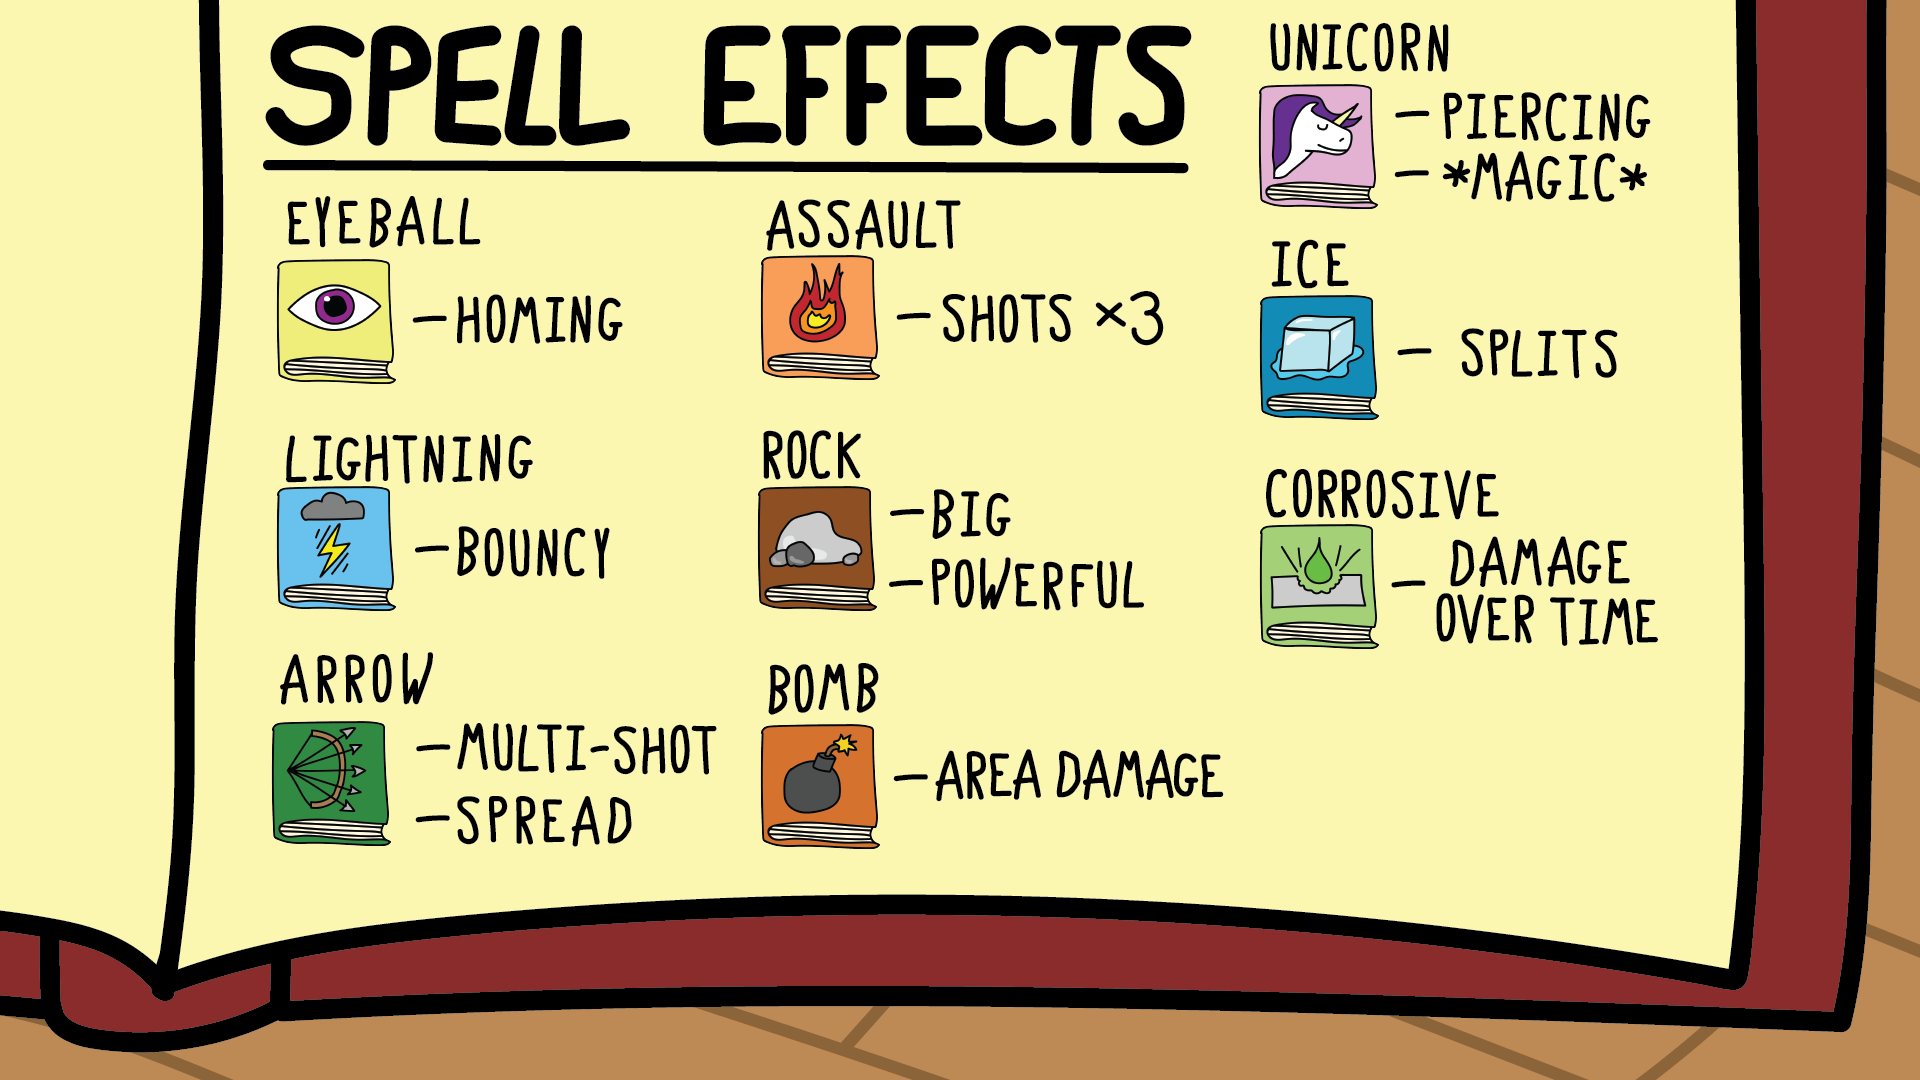 SPELL EFFECTS
EYEBALL
-HOMING
LIGHTNING
-BOUNCY
ARROW
-MULTI-SHOT
-SPREAD
ASSAULT
-SHOTS ×3
ROCK
-BIG
-POWERFUL
BOMB
-AREA DAMAGE
UNICORN
-PIERCING
- *MAGIC*
ICE
- SPLITS
CORROSIVE
- DAMAGE
OVER TIME